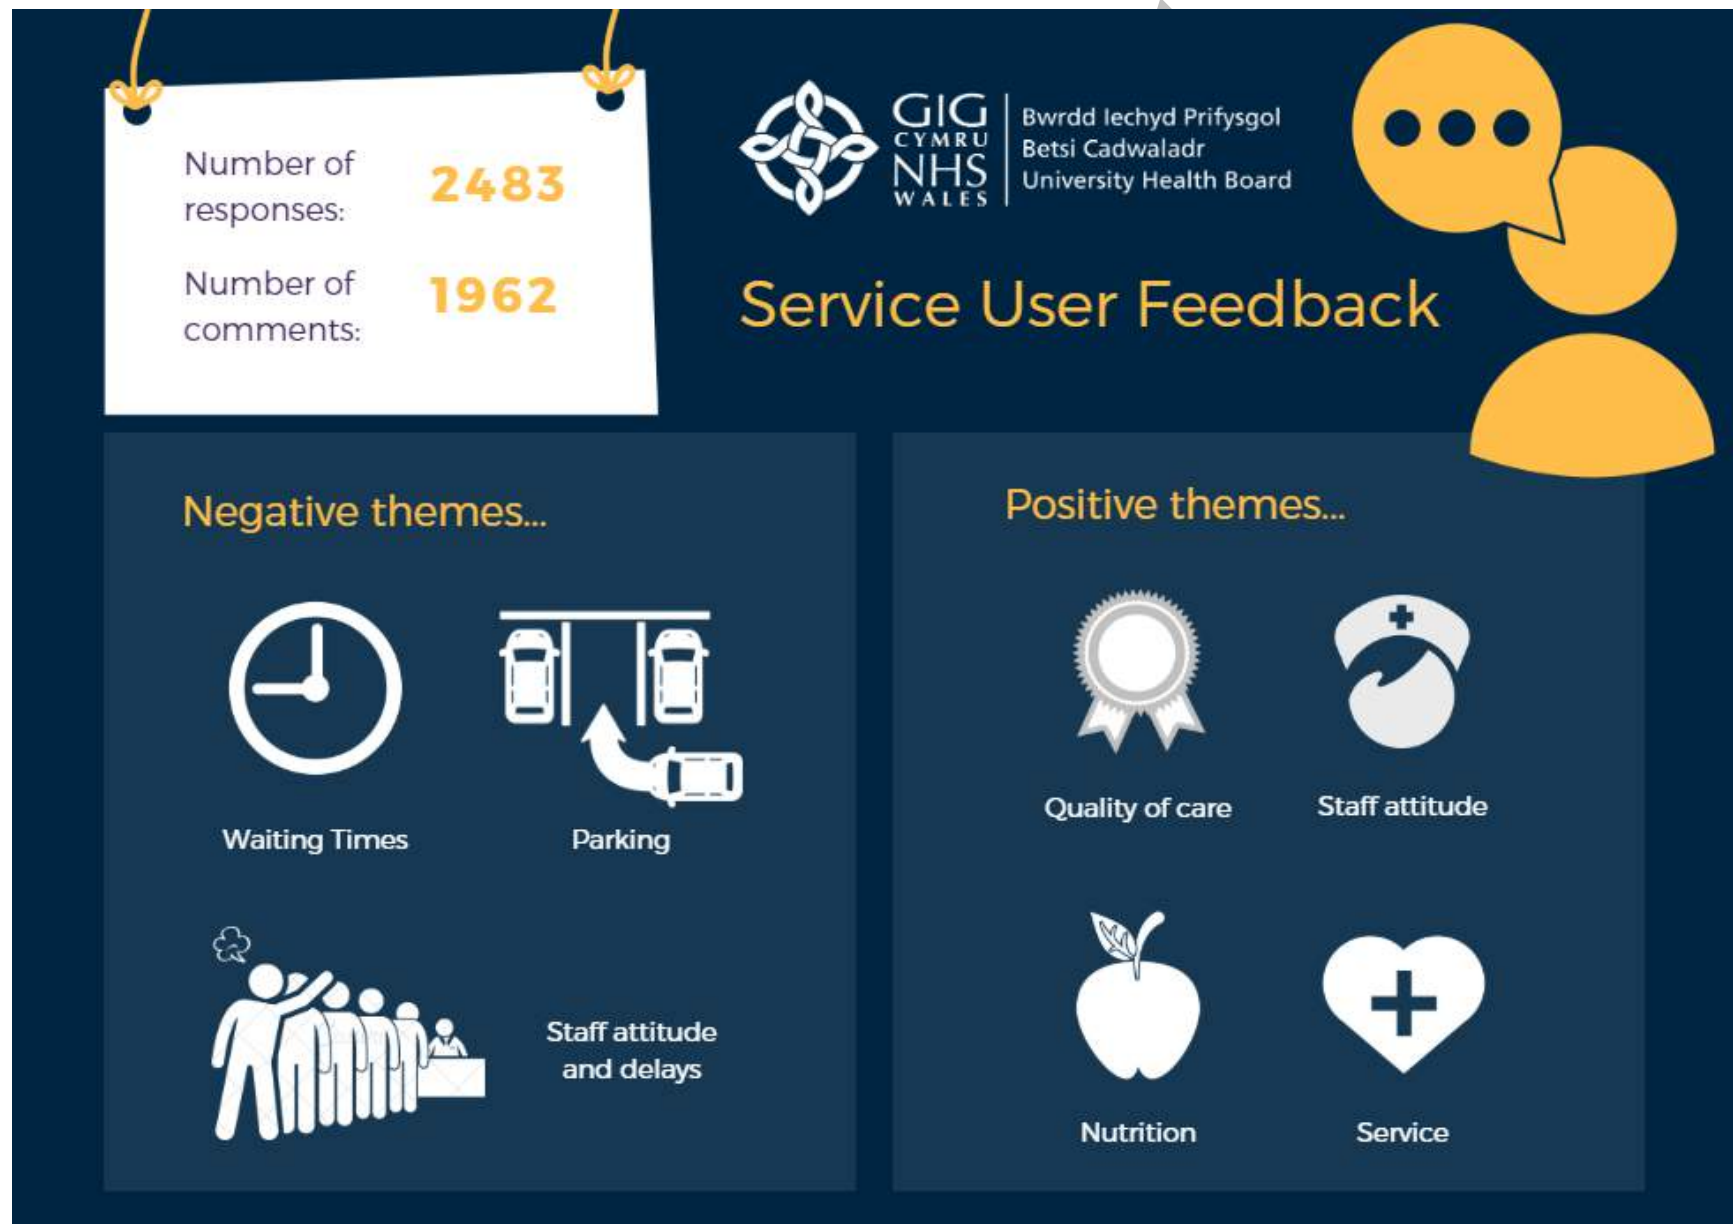 Number of
responses:
2483
Number of
comments:
1962
GIG
CYMRU
NHS
WALES
Bwrdd Iechyd Prifysgol
Betsi Cadwaladr
University Health Board
Service User Feedback
Negative themes...
Waiting Times
Parking
Staff attitude
and delays
Positive themes...
Quality of care
Staff attitude
Nutrition
Service